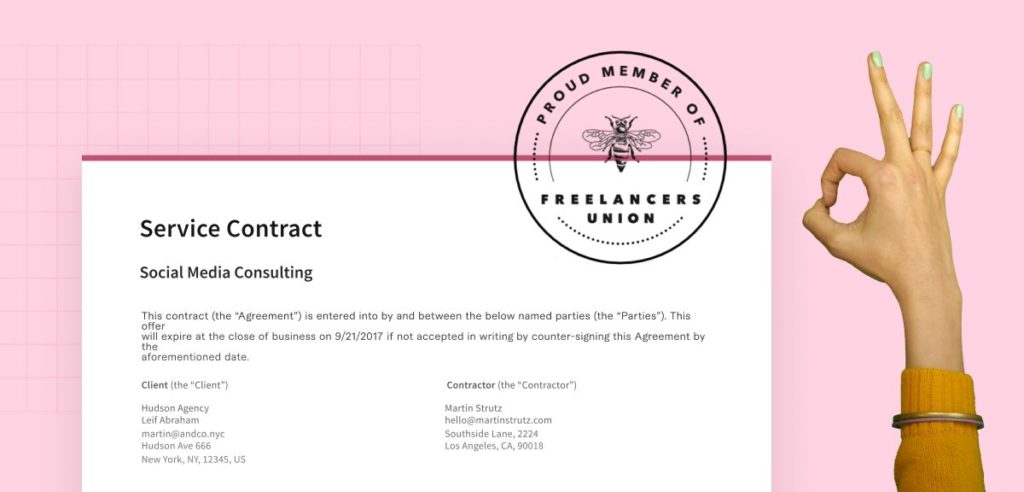 PROUD MEMBER OF
FREELANCERS
UNION
Service Contract
Social Media Consulting
This contract (the “Agreement”) is entered into by and between the below named parties (the “Parties”). This
offer
will expire at the close of business on 9/21/2017 if not accepted in writing by counter-signing this Agreement by
the
aforementioned date.
Client (the “Client”)
Hudson Agency
Leif Abraham
martin@andco.nyc
Hudson Ave 666
New York, NY, 12345, US
Contractor (the “Contractor”)
Martin Strutz
hello@martinstrutz.com
Southside Lane, 2224
Los Angeles, CA, 90018